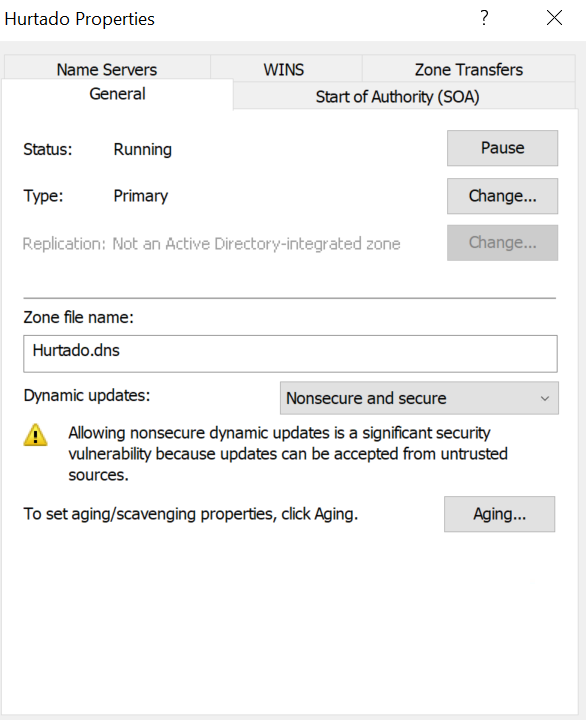 Hurtado Properties
?
Name Servers WINS Zone Transfers
General Start of Authority (SOA)
Status: Running Pause
Type: Primary Change...
Replication: Not an Active Directory-integrated zone Change...
Zone file name:
Hurtado.dns
Dynamic updates: Nonsecure and secure
Allowing nonsecure dynamic updates is a significant security
vulnerability because updates can be accepted from untrusted
sources.
To set aging/scavenging properties, click Aging. Aging...